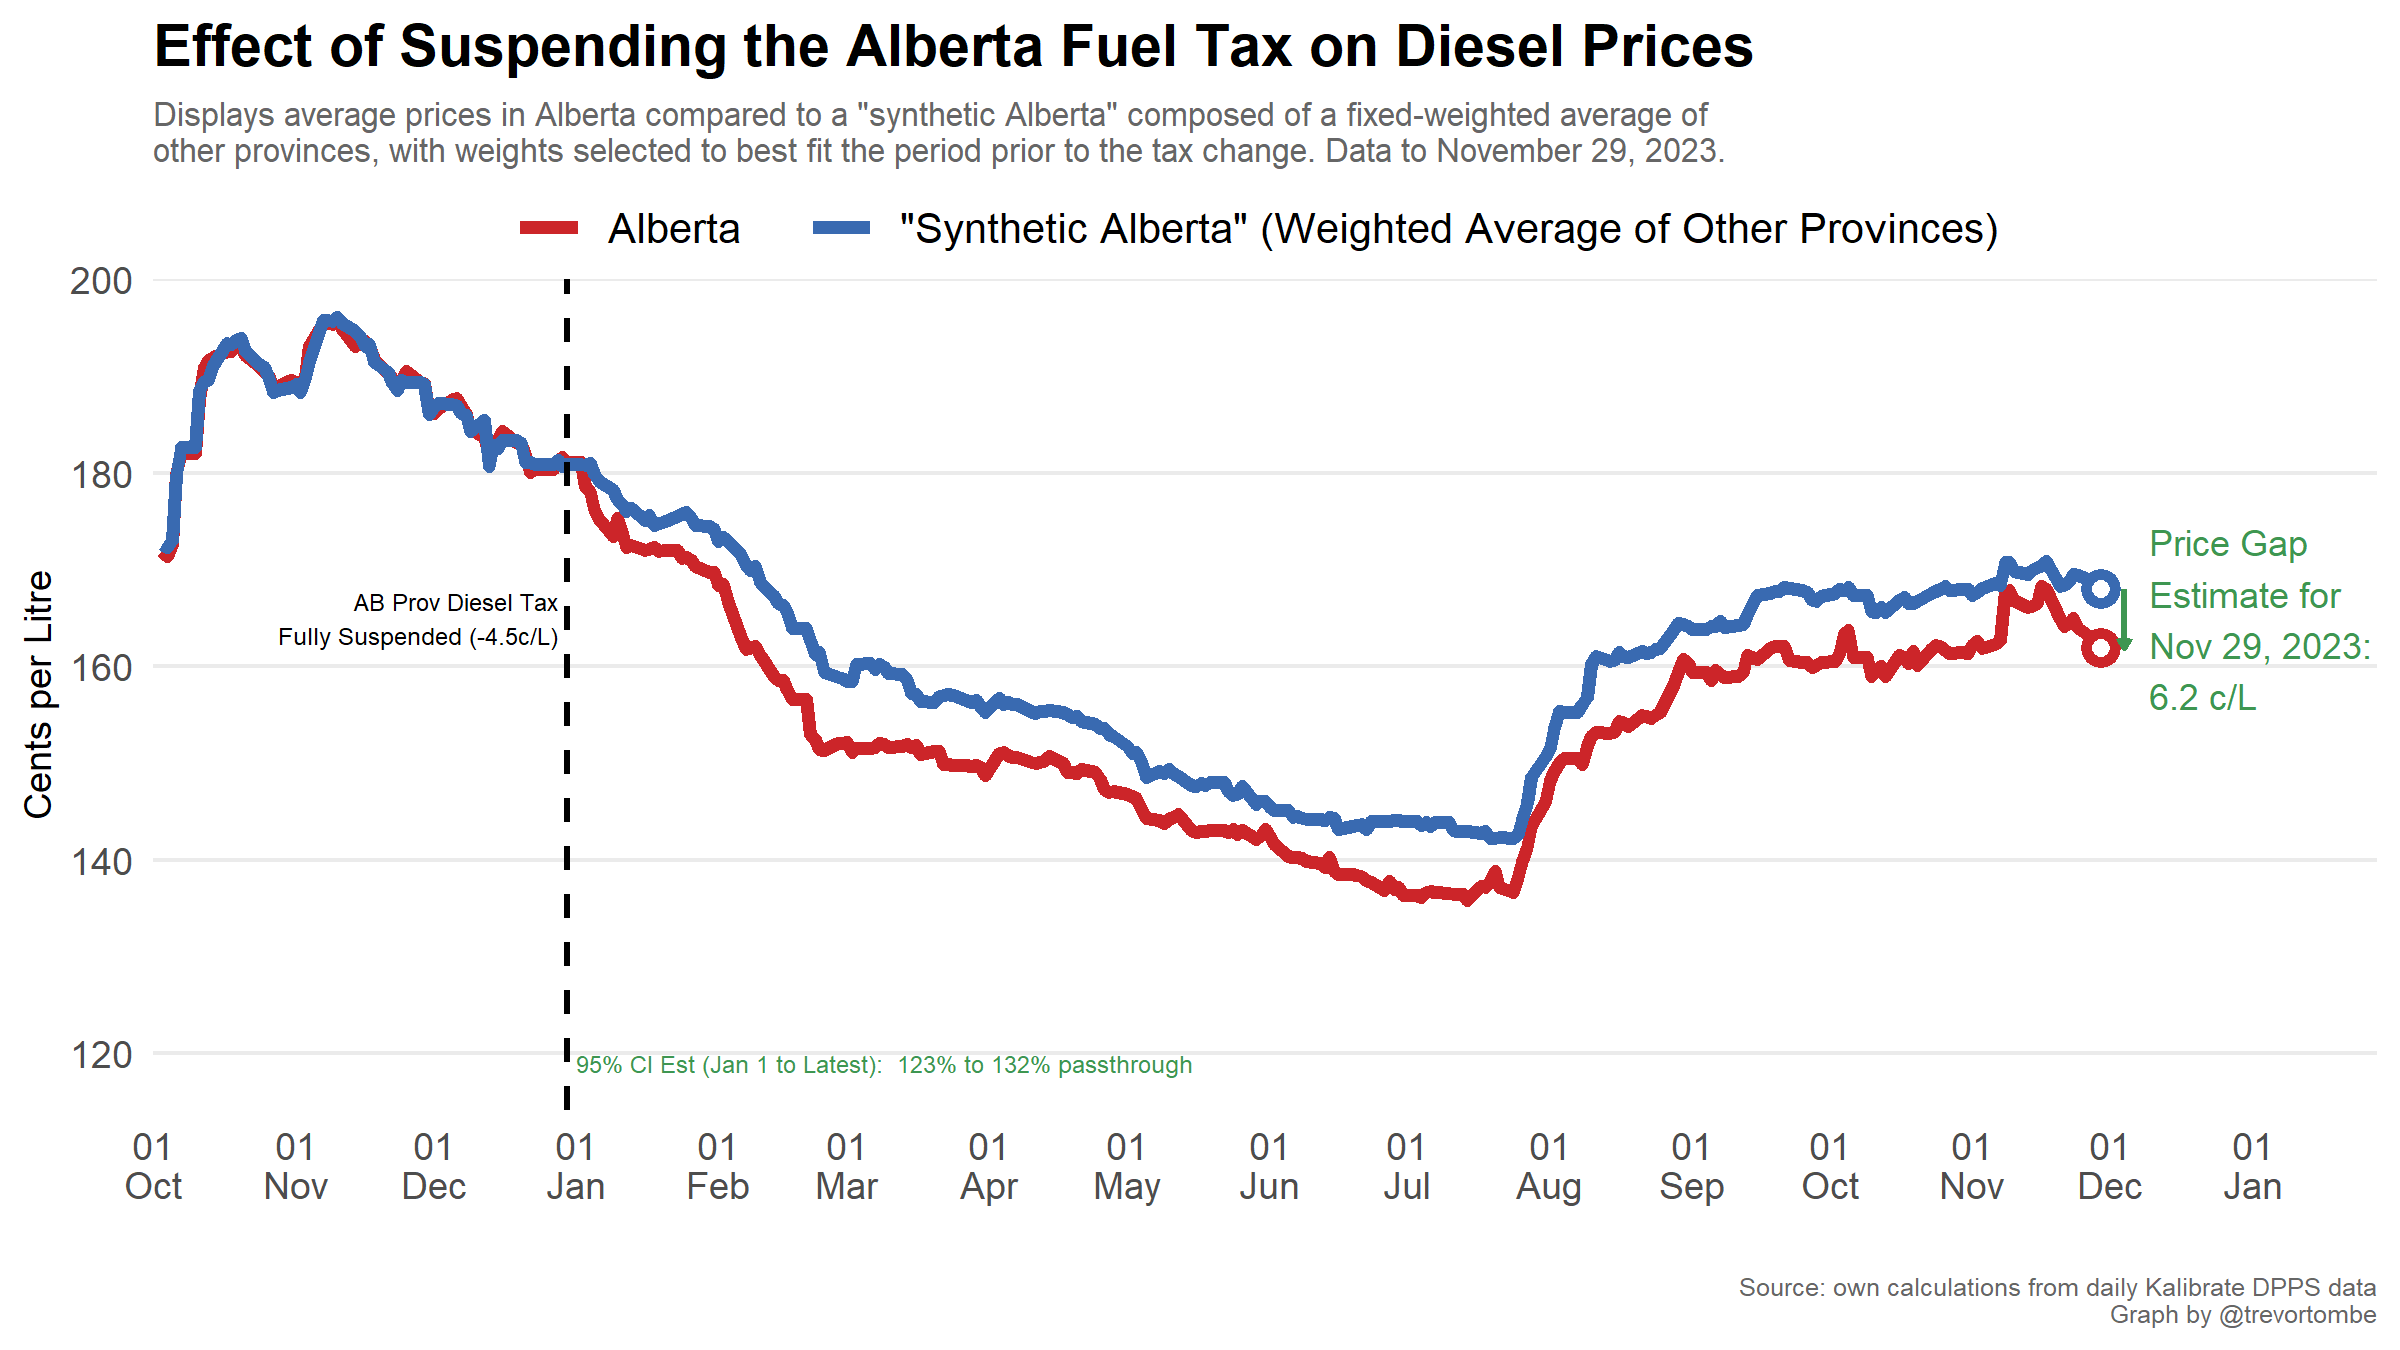 Effect of Suspending the Alberta Fuel Tax on Diesel Prices
Displays average prices in Alberta compared to a "synthetic Alberta" composed of a fixed-weighted average of
other provinces, with weights selected to best fit the period prior to the tax change. Data to November 29, 2023.
Alberta
"Synthetic Alberta" (Weighted Average of Other Provinces)
Cents per Litre
200
180
160
140
120
AB Prov Diesel Tax
Fully Suspended (-4.5c/L)
Price Gap
Estimate for
Nov 29, 2023:
6.2 c/L
95% CI Est (Jan 1 to Latest):  123% to 132% passthrough
01 01 01 01 01 01 01 01 01 01 01 01 01 01 01 01
Oct Nov Dec Jan Feb Mar Apr May Jun Jul Aug Sep Oct Nov Dec Jan
Source: own calculations from daily Kalibrate DPPS data
Graph by @trevortombe